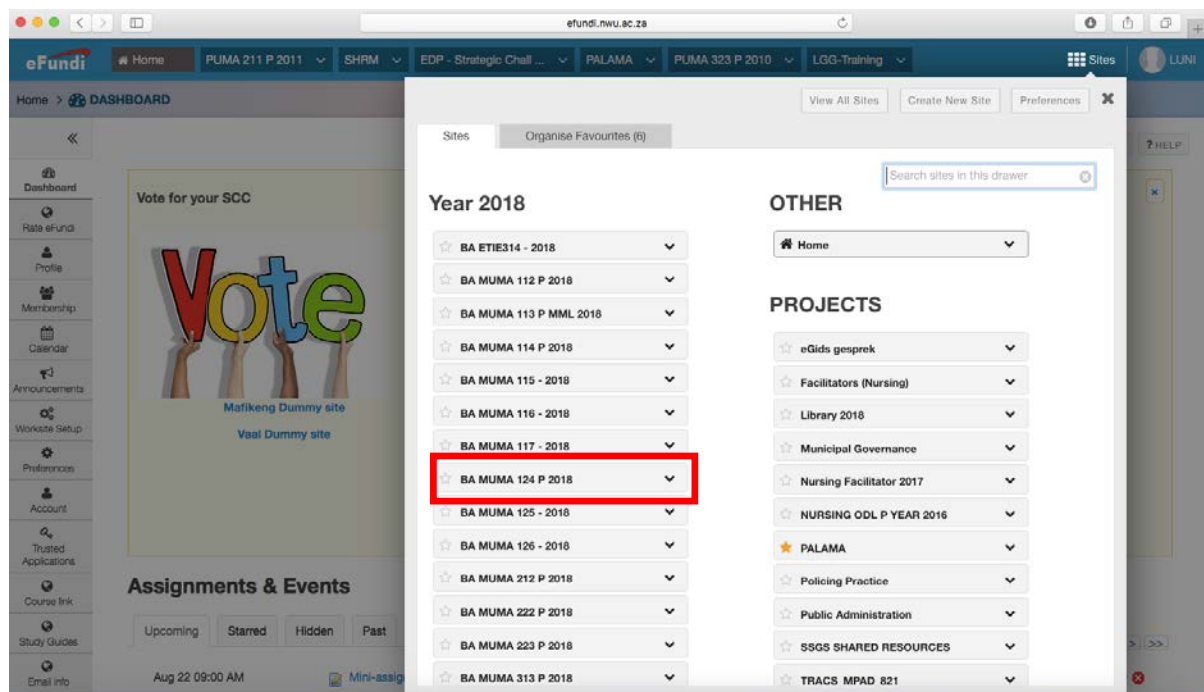 efundi.nwu.ac.za
eFundi
Home
PUMA 211 P 2011
SHRM
EDP - Strategic Chall ...
PALAMA
PUMA 323 P 2010
LGG-Training
Sites
LUNI
Home > DASHBOARD
View All Sites
Create New Site
Preferences
Sites
Organise Favourites (6)
? HELP
Search sites in this drawer
Dashboard
Rate eFundi
Profile
Membership
Calendar
Announcements
Worksite Setup
Preferences
Account
Trusted
Applications
Course link
Study Guides
Email info
Vote for your SCC
Vote
Mafikeng Dummy site
Vaal Dummy site
Assignments & Events
Upcoming
Starred
Hidden
Past
Aug 22 09:00 AM
Mini-assig
Year 2018
BA ETIE314 - 2018
BA MUMA 112 P 2018
BA MUMA 113 P MML 2018
BA MUMA 114 P 2018
BA MUMA 115 - 2018
BA MUMA 116 - 2018
BA MUMA 117 - 2018
BA MUMA 124 P 2018
BA MUMA 125 - 2018
BA MUMA 126 - 2018
BA MUMA 212 P 2018
BA MUMA 222 P 2018
BA MUMA 223 P 2018
BA MUMA 313 P 2018
OTHER
Home
PROJECTS
eGids gesprek
Facilitators (Nursing)
Library 2018
Municipal Governance
Nursing Facilitator 2017
NURSING ODL P YEAR 2016
PALAMA
Policing Practice
Public Administration
SSGS SHARED RESOURCES
TRACS MPAD 821
> >>